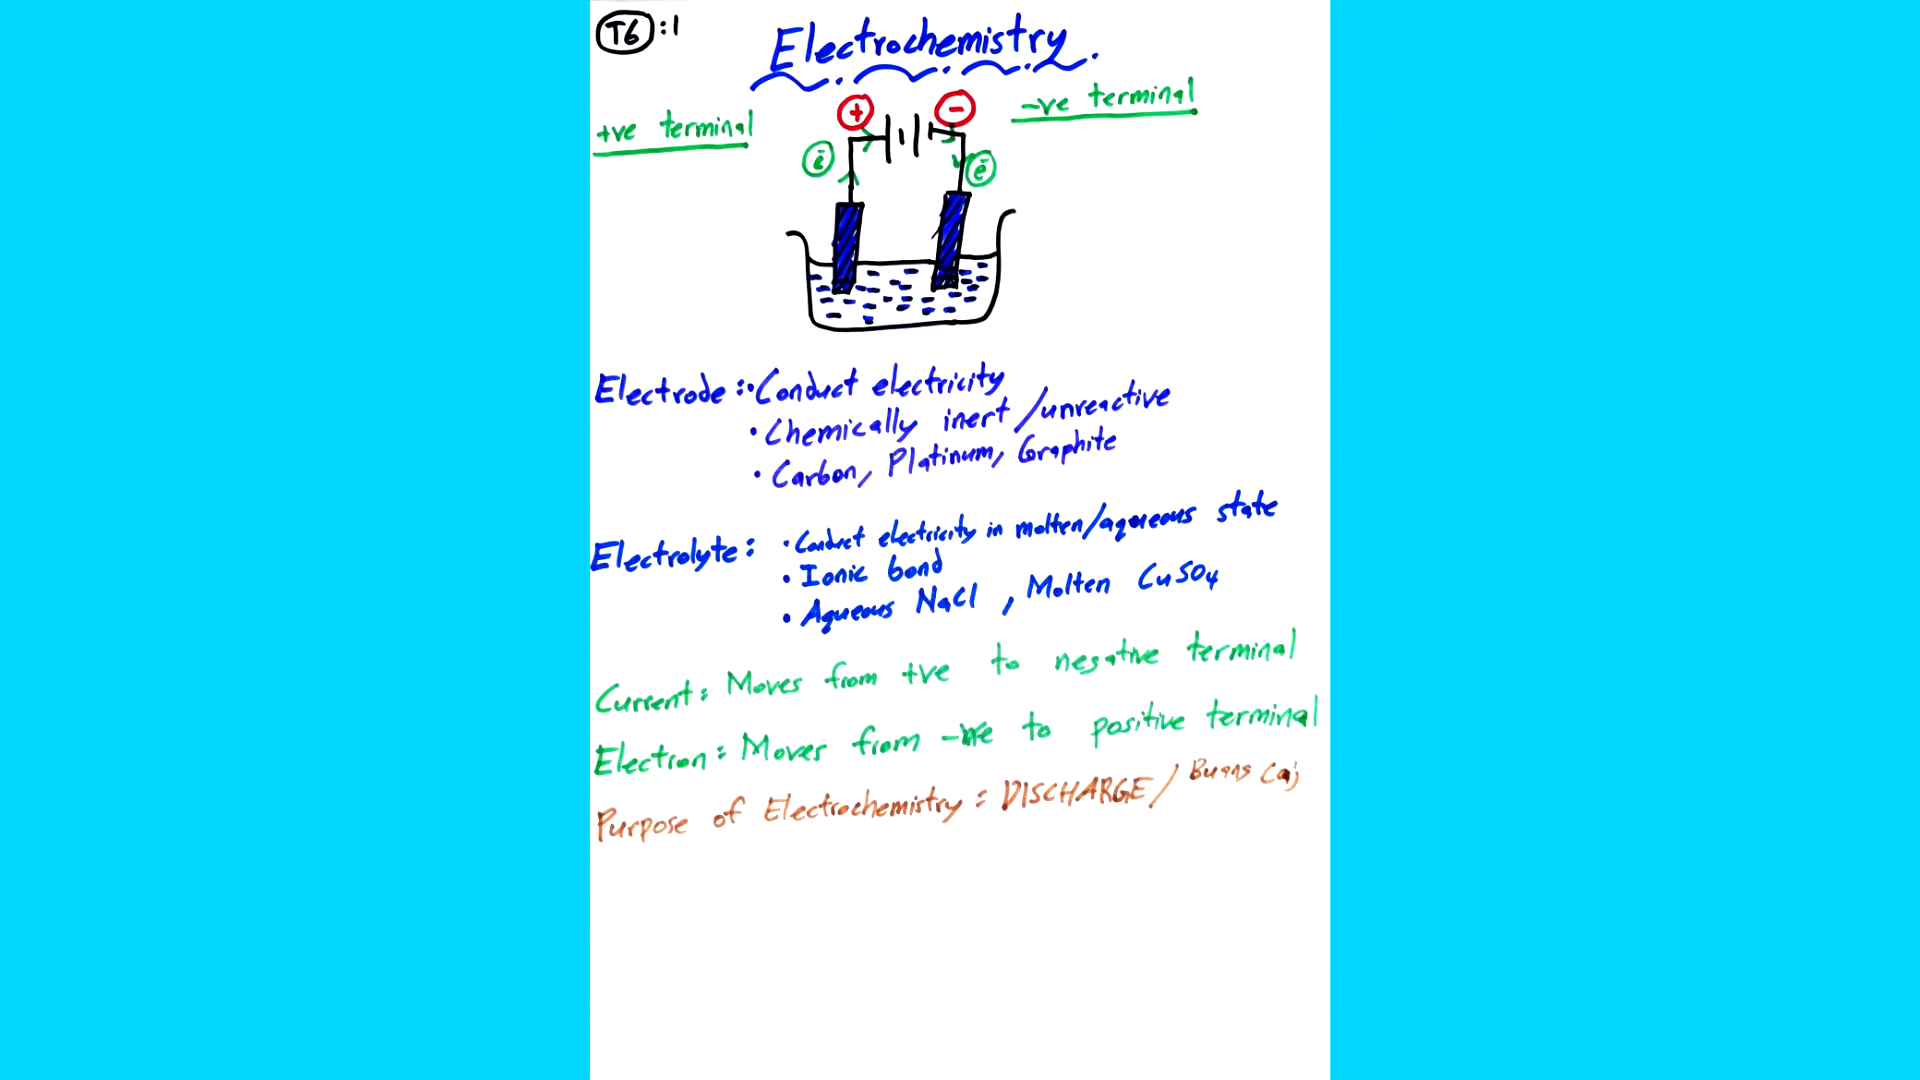 T6 : 1
Electrochemistry.
+ve terminal
-ve terminal
+
-
ē
ē
Electrode : • Conduct electricity
• Chemically inert / unreactive
• Carbon, Platinum, Graphite
Electrolyte : • Conduct electricity in molten/aqueous state
• Ionic bond
• Aqueous NaCl , Molten CuSO4
Current : Moves from +ve to negative terminal
Electron : Moves from -ve to positive terminal
Purpose of Electrochemistry : DISCHARGE / Buang Caj